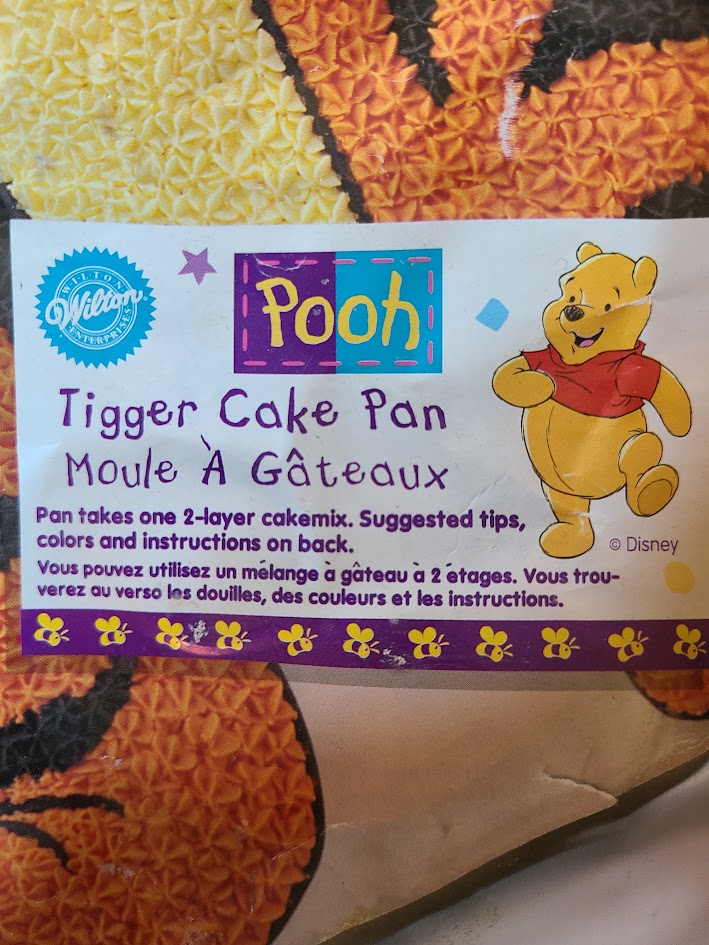 WILTON
Wilton®
ENTERPRISES
Pooh
Tigger Cake Pan
Moule À Gâteaux
Pan takes one 2-layer cakemix. Suggested tips,
colors and instructions on back.
© Disney
Vous pouvez utilisez un mélange à gâteau à 2 étages. Vous trou-
verez au verso les douilles, des couleurs et les instructions.